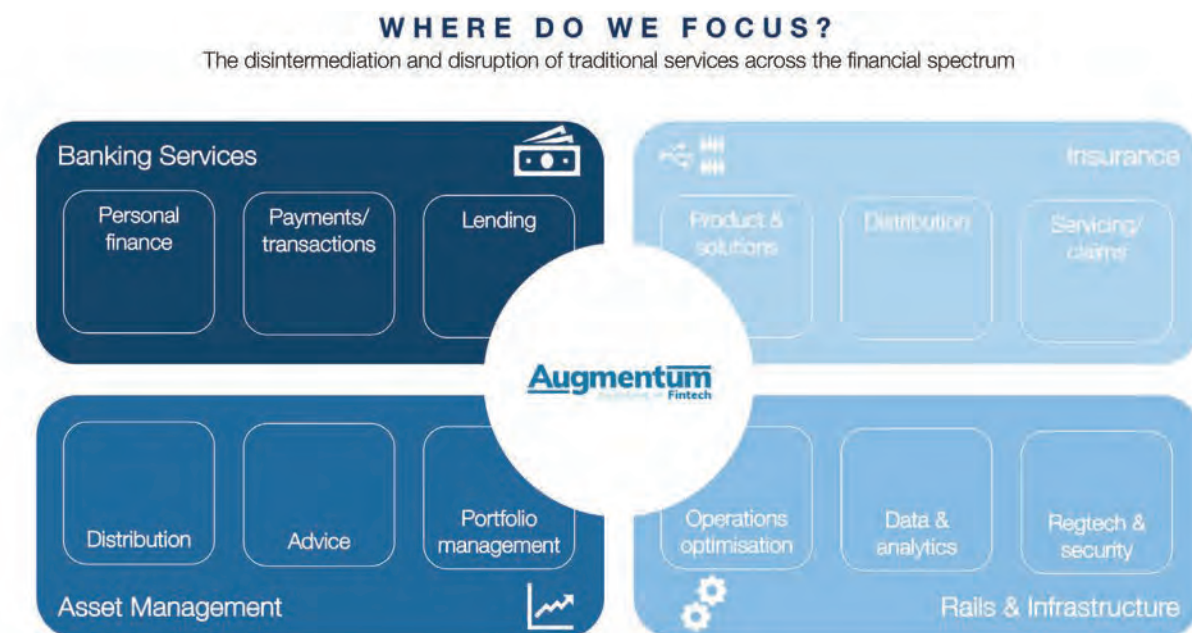 WHERE DO WE FOCUS?
The disintermediation and disruption of traditional services across the financial spectrum
Banking Services
Personal
finance
Payments/
transactions
Lending
Insurance
Product &
solutions
Distribution
Servicing/
claims
Augmentum
Fintech
Distribution
Advice
Portfolio
management
Asset Management
Operations
optimisation
Data &
analytics
Regtech &
security
Rails & Infrastructure